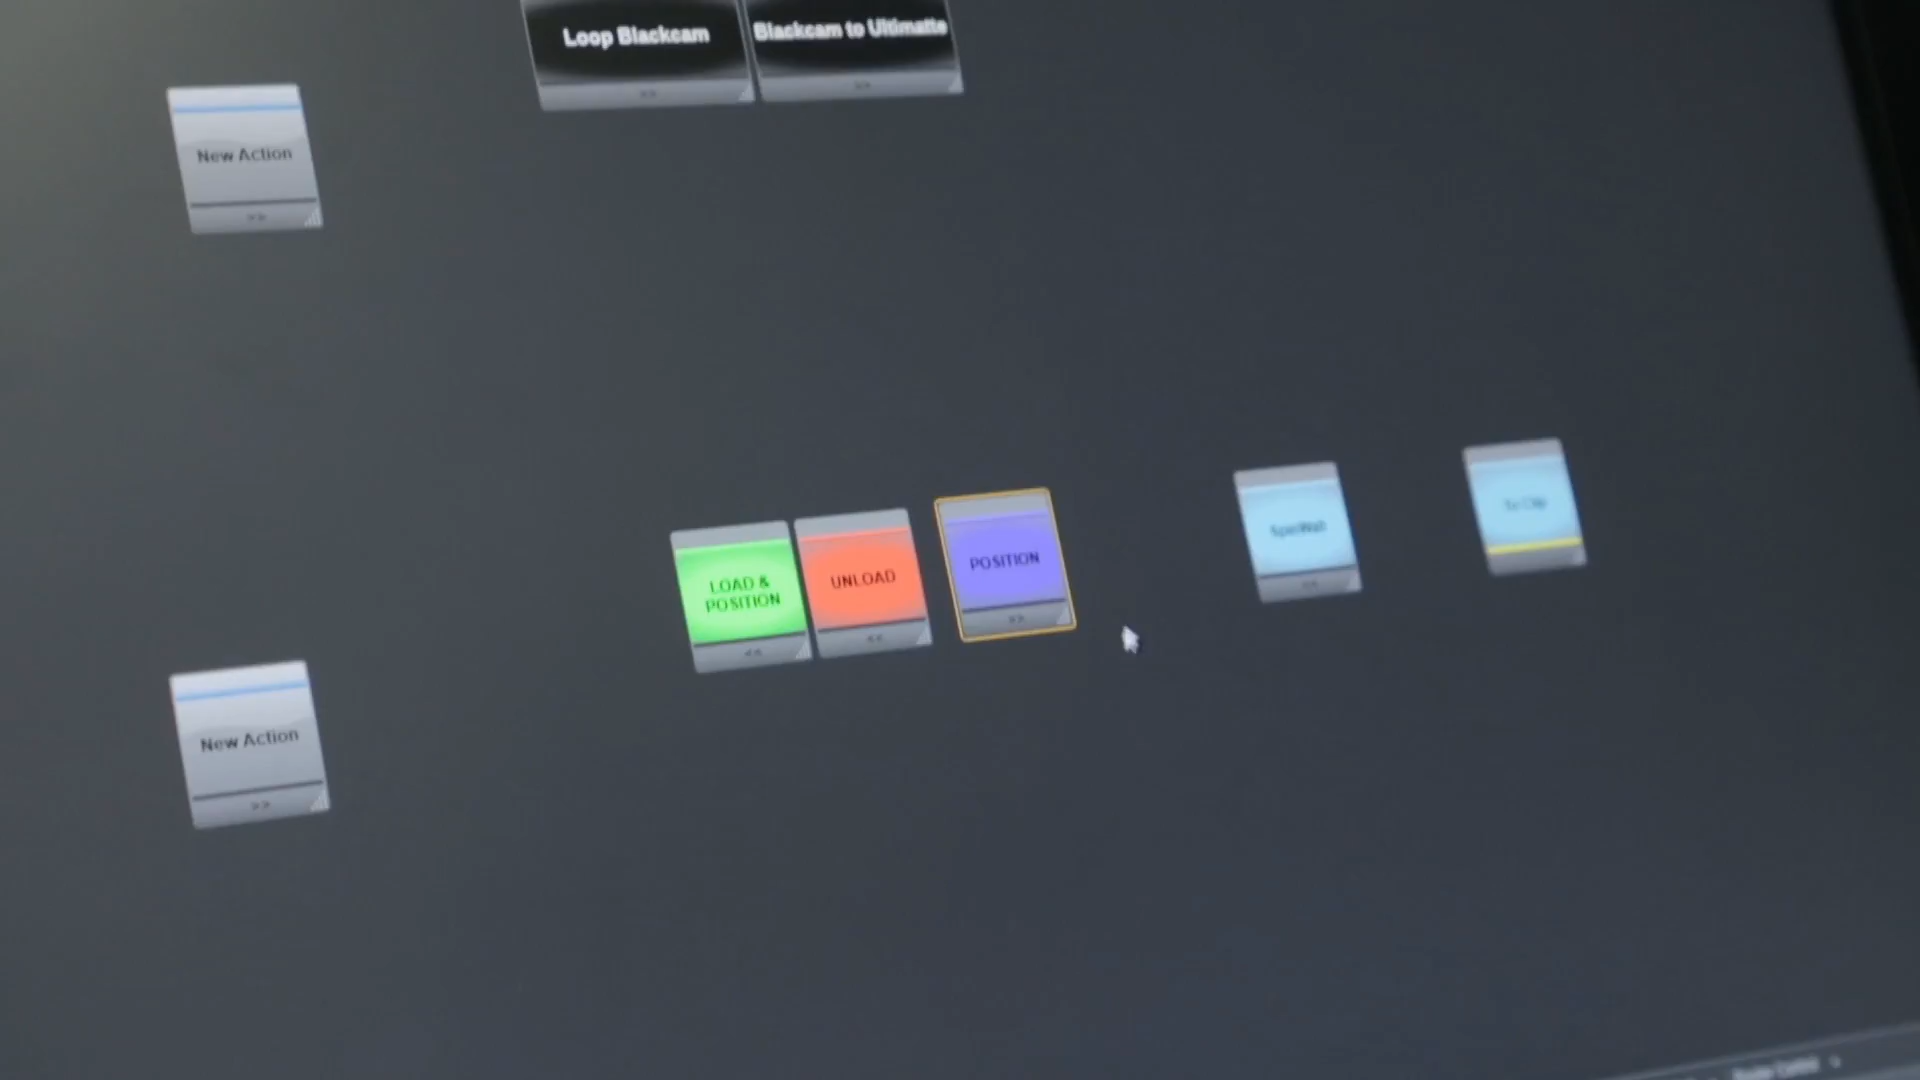 Loop Blackcam
Blackcam to Ultimatte
>>
>>
New Action
>>
LOAD &
POSITION
<<
UNLOAD
<<
POSITION
>>
New Action
>>